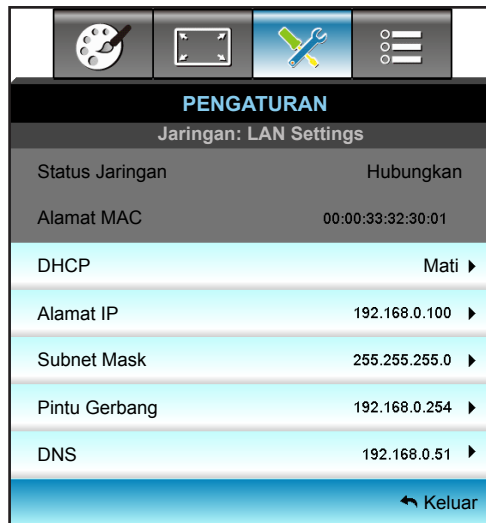 PENGATURAN
Jaringan: LAN Settings
Status Jaringan Hubungkan
Alamat MAC 00:00:33:32:30:01
DHCP Mati
Alamat IP 192.168.0.100
Subnet Mask 255.255.255.0
Pintu Gerbang 192.168.0.254
DNS 192.168.0.51
Keluar